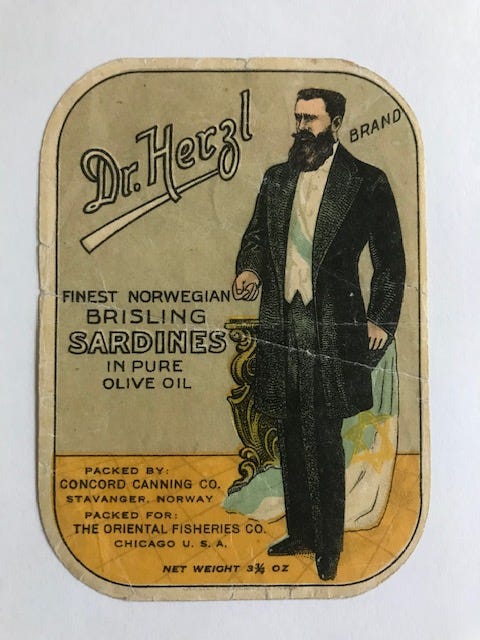 Dr. Herzl
BRAND
FINEST NORWEGIAN
BRISLING
SARDINES
IN PURE
OLIVE OIL
PACKED BY:
CONCORD CANNING CO.
STAVANGER, NORWAY
PACKED FOR:
THE ORIENTAL FISHERIES CO.
CHICAGO U. S. A.
NET WEIGHT 3¾ OZ